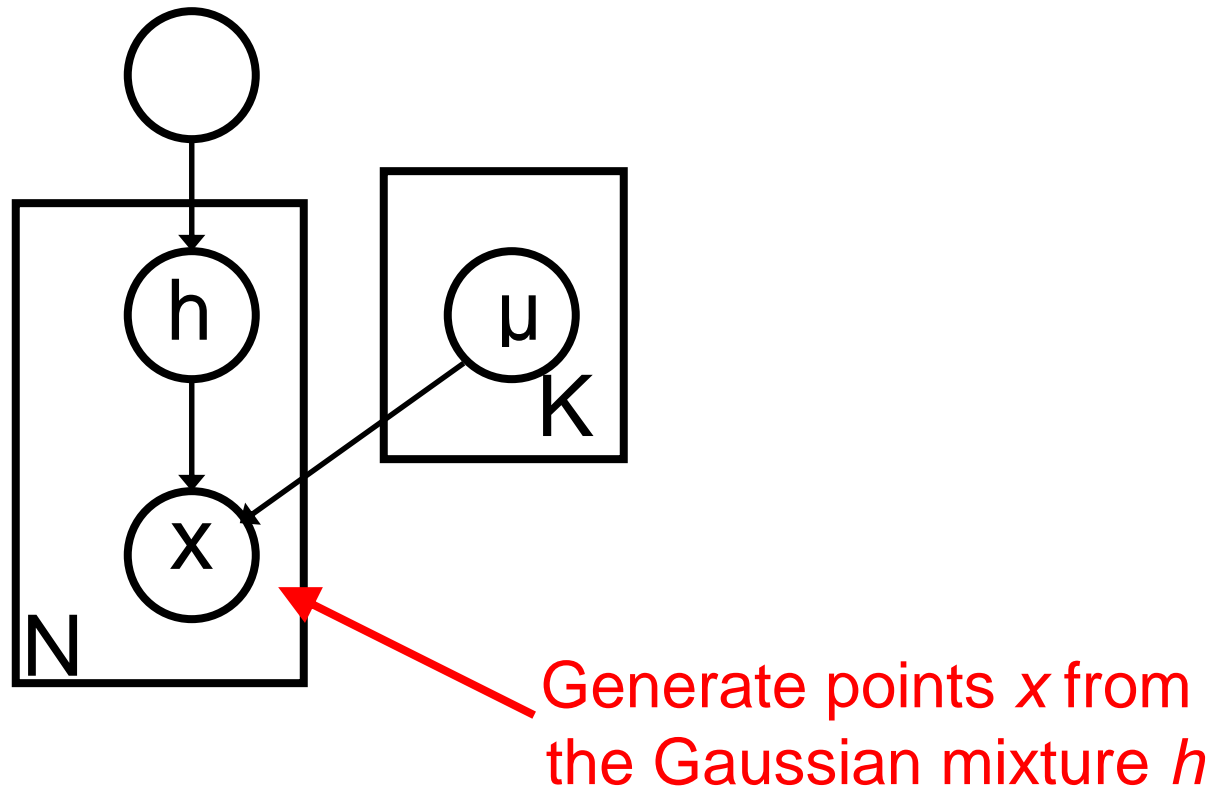 h
μ
K
x
N
Generate points x from
the Gaussian mixture h